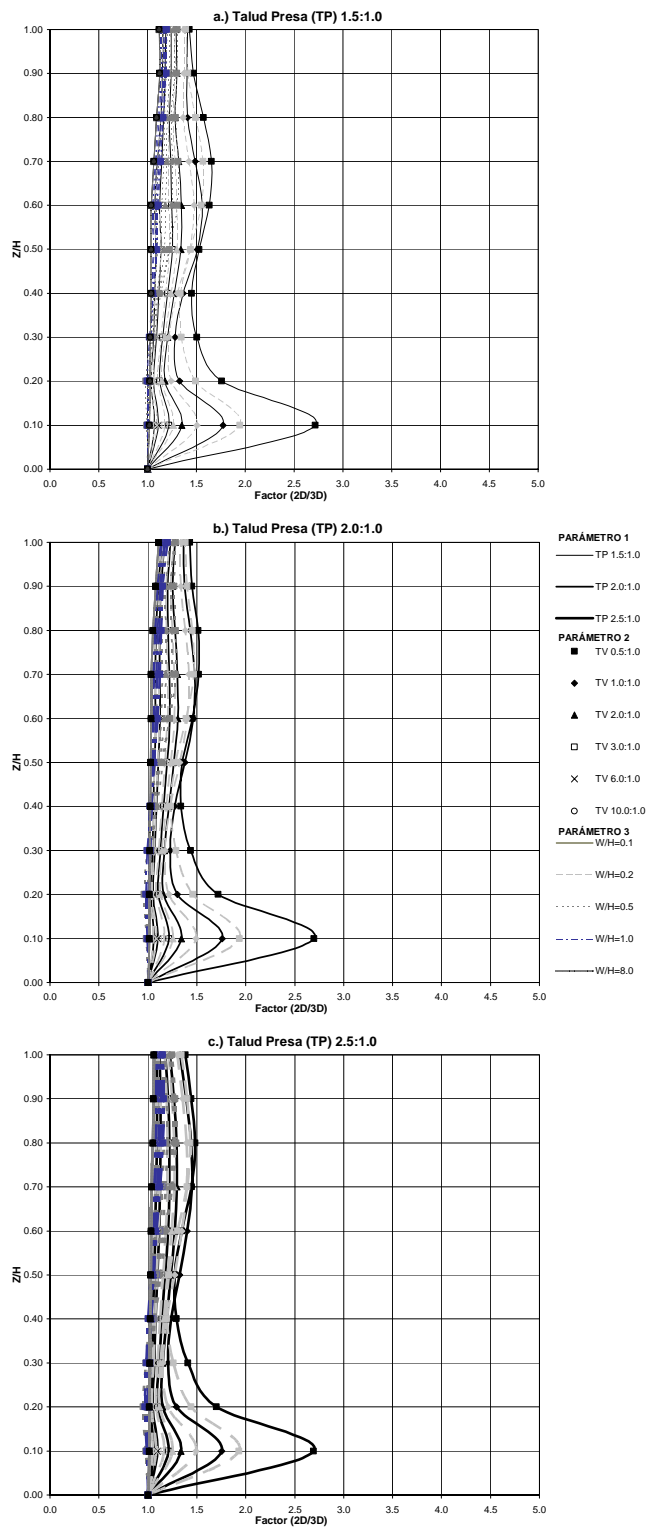 a.) Talud Presa (TP) 1.5:1.0
1.00
0.90
0.80
0.70
0.60
0.50
0.40
0.30
0.20
0.10
0.00
Z/H
0.0 0.5 1.0 1.5 2.0 2.5 3.0 3.5 4.0 4.5 5.0
Factor (2D/3D)
b.) Talud Presa (TP) 2.0:1.0
1.00
0.90
0.80
0.70
0.60
0.50
0.40
0.30
0.20
0.10
0.00
Z/H
0.0 0.5 1.0 1.5 2.0 2.5 3.0 3.5 4.0 4.5 5.0
Factor (2D/3D)
PARÁMETRO 1
TP 1.5:1.0
TP 2.0:1.0
TP 2.5:1.0
PARÁMETRO 2
TV 0.5:1.0
TV 1.0:1.0
TV 2.0:1.0
TV 3.0:1.0
TV 6.0:1.0
TV 10.0:1.0
PARÁMETRO 3
W/H=0.1
W/H=0.2
W/H=0.5
W/H=1.0
W/H=8.0
c.) Talud Presa (TP) 2.5:1.0
1.00
0.90
0.80
0.70
0.60
0.50
0.40
0.30
0.20
0.10
0.00
Z/H
0.0 0.5 1.0 1.5 2.0 2.5 3.0 3.5 4.0 4.5 5.0
Factor (2D/3D)